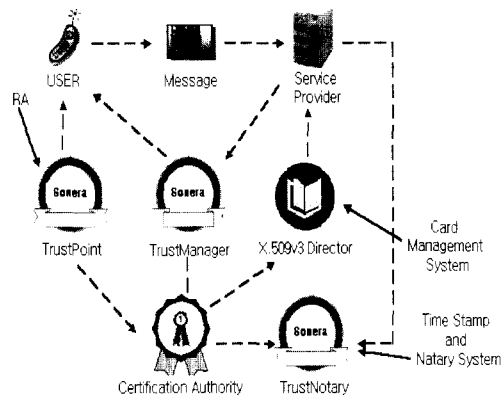 USER
Message
Service
Provider
RA
Sonera
Sonera
TrustPoint
TrustManager
X.509v3 Director
Card
Management
System
1
Sonera
Time Stamp
and
Natary System
Certification Authority
TrustNotary